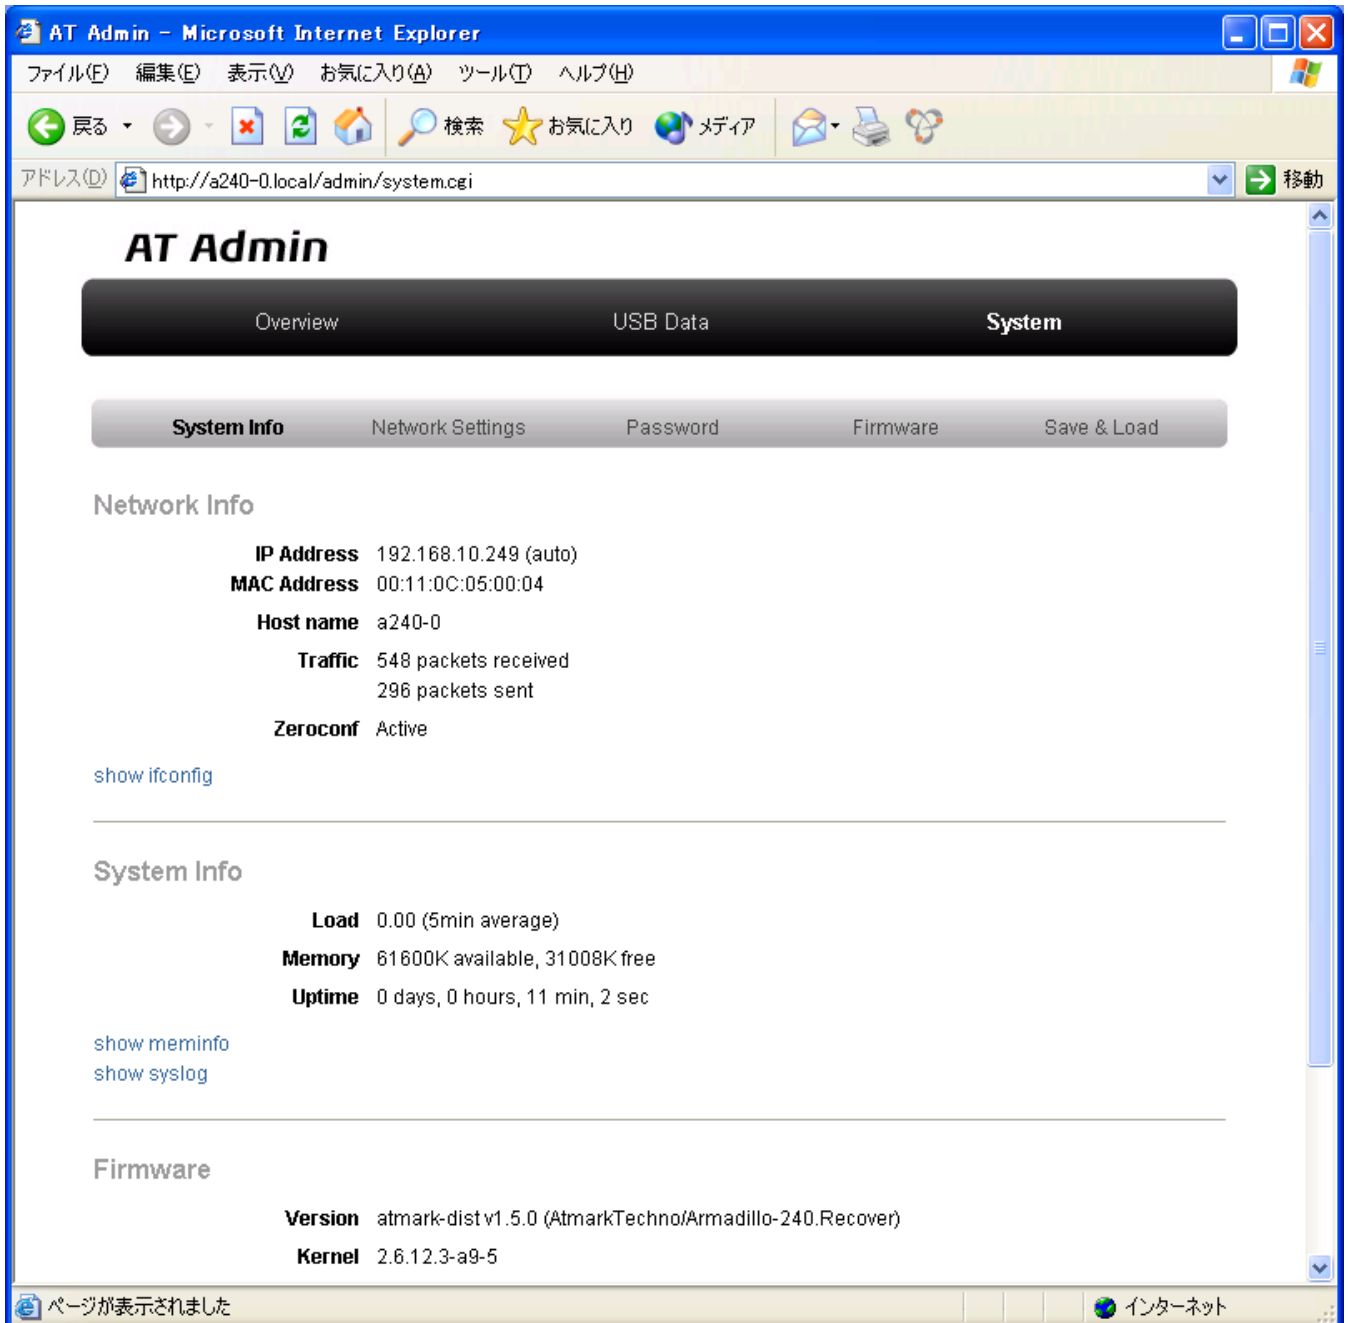 AT Admin - Microsoft Internet Explorer
ファイル(F) 編集(E) 表示(V) お気に入り(A) ツール(T) ヘルプ(H)
戻る 検索 お気に入り メディア
アドレス(D) http://a240-0.local/admin/system.cgi 移動
AT Admin
Overview USB Data System
System Info Network Settings Password Firmware Save & Load
Network Info
IP Address 192.168.10.249 (auto)
MAC Address 00:11:0C:05:00:04
Host name a240-0
Traffic 548 packets received
296 packets sent
Zeroconf Active
show ifconfig
System Info
Load 0.00 (5min average)
Memory 61600K available, 31008K free
Uptime 0 days, 0 hours, 11 min, 2 sec
show meminfo
show syslog
Firmware
Version atmark-dist v1.5.0 (AtmarkTechno/Armadillo-240.Recover)
Kernel 2.6.12.3-a9-5
ページが表示されました インターネット